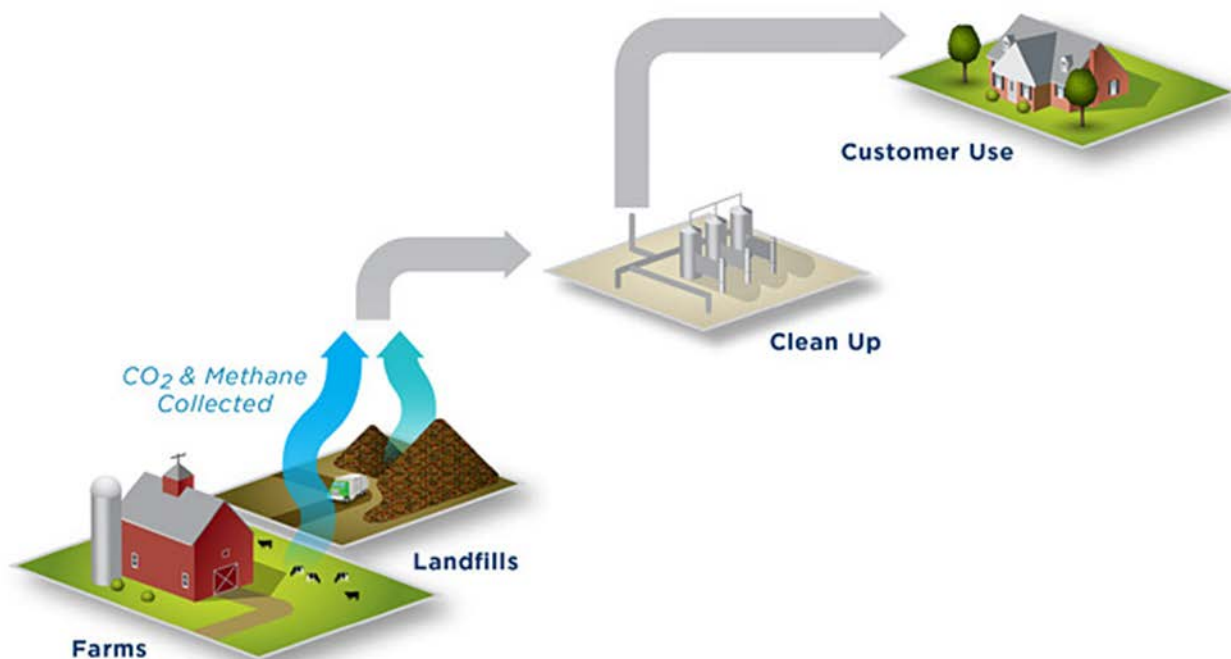 Customer Use
Clean Up
CO₂ & Methane
Collected
Landfills
Farms